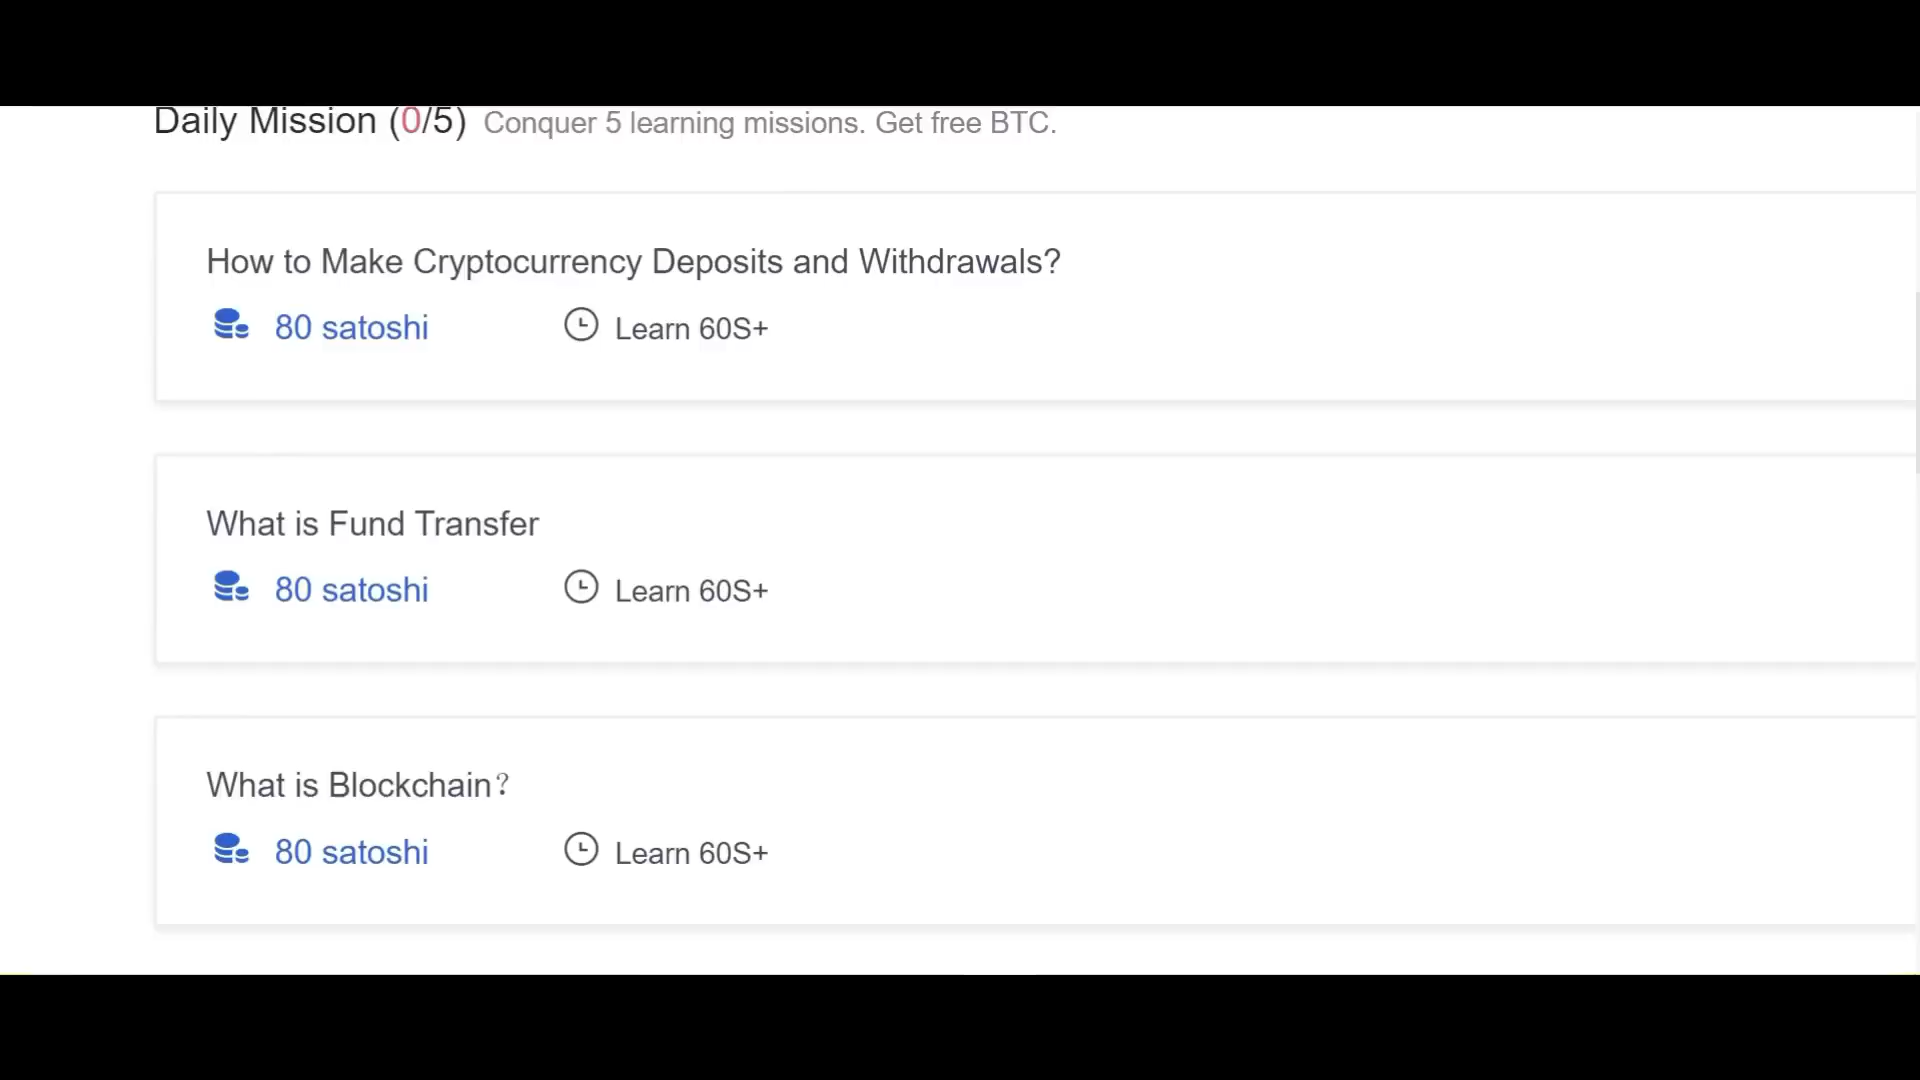 Daily Mission (0/5) Conquer 5 learning missions. Get free BTC.
How to Make Cryptocurrency Deposits and Withdrawals?
80 satoshi Learn 60S+
What is Fund Transfer
80 satoshi Learn 60S+
What is Blockchain？
80 satoshi Learn 60S+